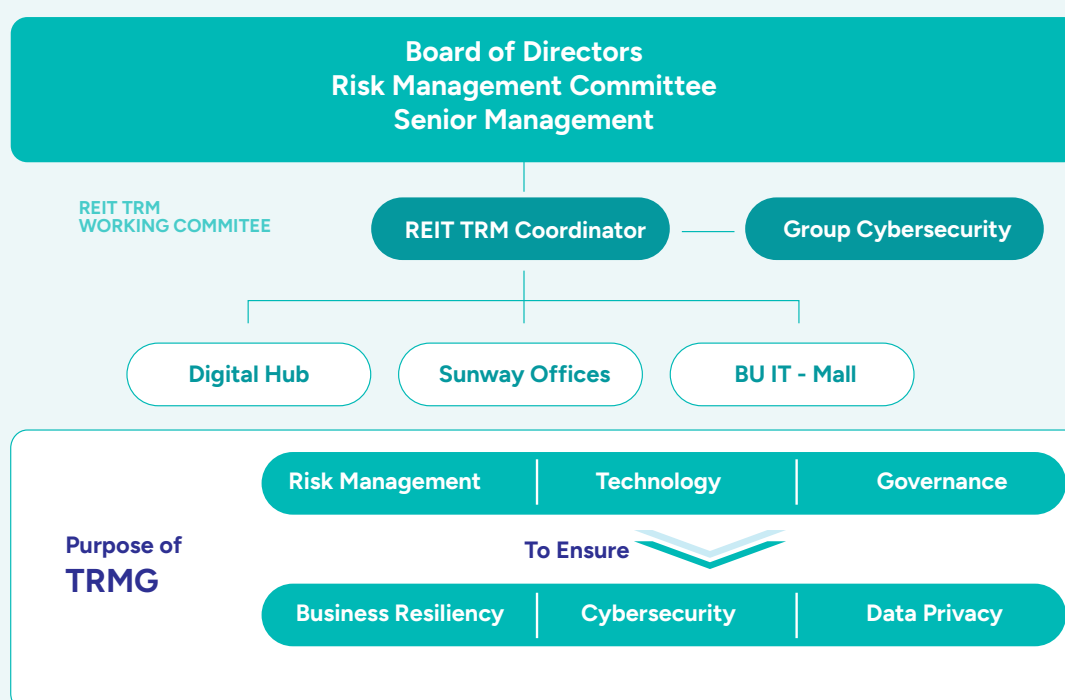 Board of Directors
Risk Management Committee
Senior Management
REIT TRM
WORKING COMMITEE
REIT TRM Coordinator
Group Cybersecurity
Digital Hub
Sunway Offices
BU IT - Mall
Risk Management
Technology
Governance
Purpose of
TRMG
To Ensure
Business Resiliency
Cybersecurity
Data Privacy